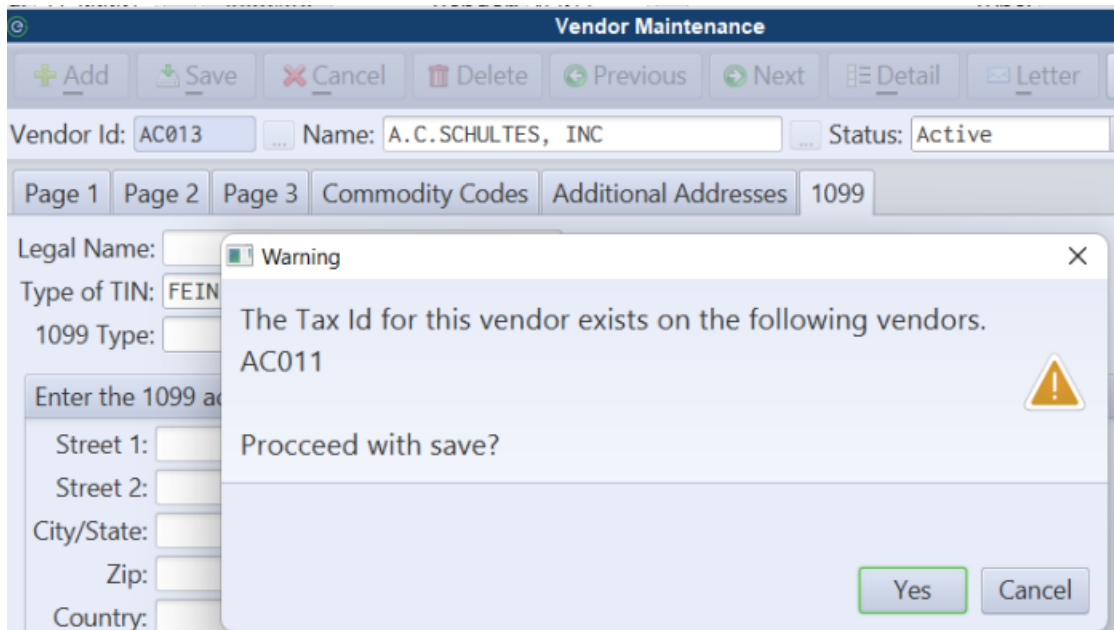 Vendor Maintenance
Add Save Cancel Delete Previous Next Detail Letter
Vendor Id: AC013 ... Name: A.C.SCHULTES, INC ... Status: Active
Page 1 Page 2 Page 3 Commodity Codes Additional Addresses 1099
Legal Name:
Type of TIN: FEIN
1099 Type:
Warning
The Tax Id for this vendor exists on the following vendors.
AC011
Procceed with save?
Yes Cancel
Enter the 1099
Street 1:
Street 2:
City/State:
Zip:
Country: